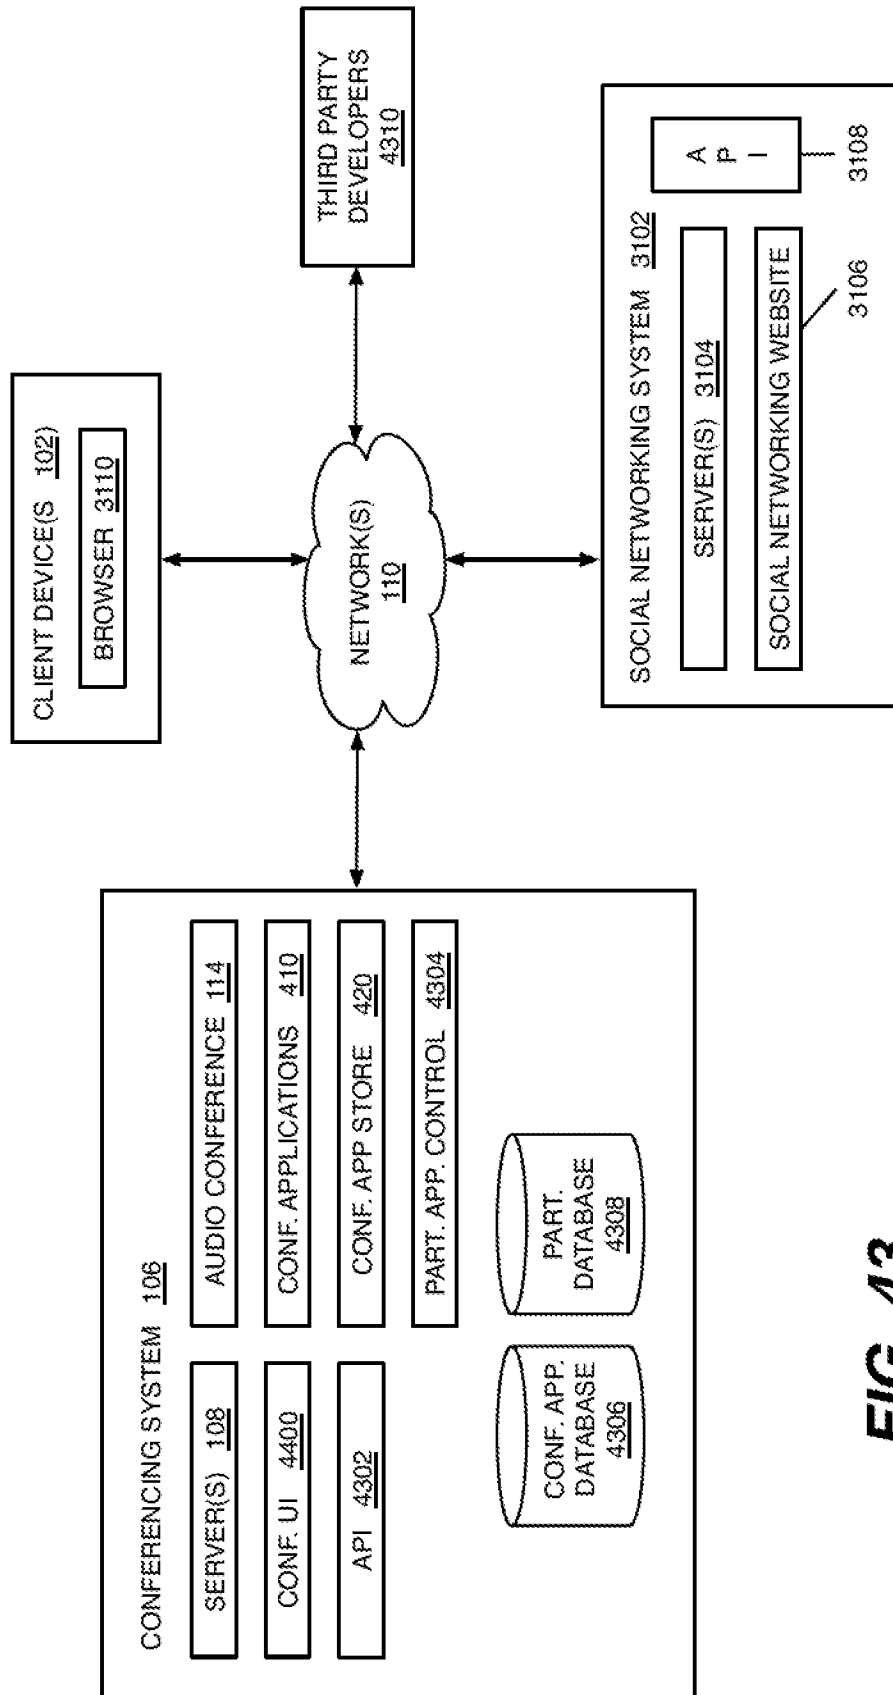 CLIENT DEVICE(S 102)
BROWSER 3110
THIRD PARTY
DEVELOPERS
4310
NETWORK(S)
110
CONFERENCING SYSTEM 106
SERVER(S) 108
AUDIO CONFERENCE 114
CONF. UI 4400
CONF. APPLICATIONS 410
API 4302
CONF. APP STORE 420
PART. APP. CONTROL 4304
CONF. APP.
DATABASE
4306
PART.
DATABASE
4308
SOCIAL NETWORKING SYSTEM 3102
SERVER(S) 3104
SOCIAL NETWORKING WEBSITE
3106
A
P
I
3108
FIG. 43